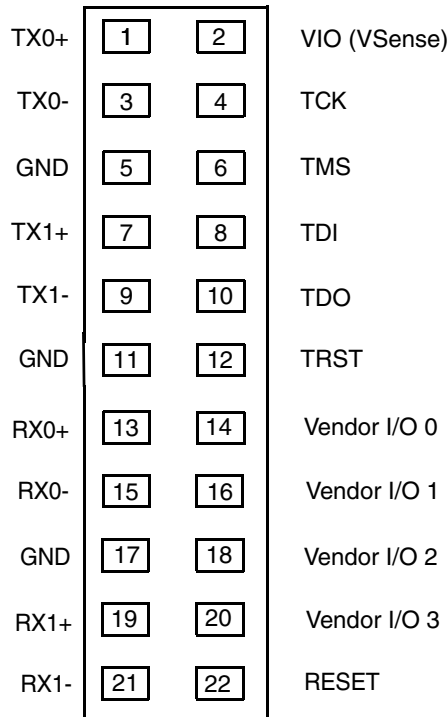 TX0+ 1 2 VIO (VSense)
TX0- 3 4 TCK
GND 5 6 TMS
TX1+ 7 8 TDI
TX1- 9 10 TDO
GND 11 12 TRST
RX0+ 13 14 Vendor I/O 0
RX0- 15 16 Vendor I/O 1
GND 17 18 Vendor I/O 2
RX1+ 19 20 Vendor I/O 3
RX1- 21 22 RESET